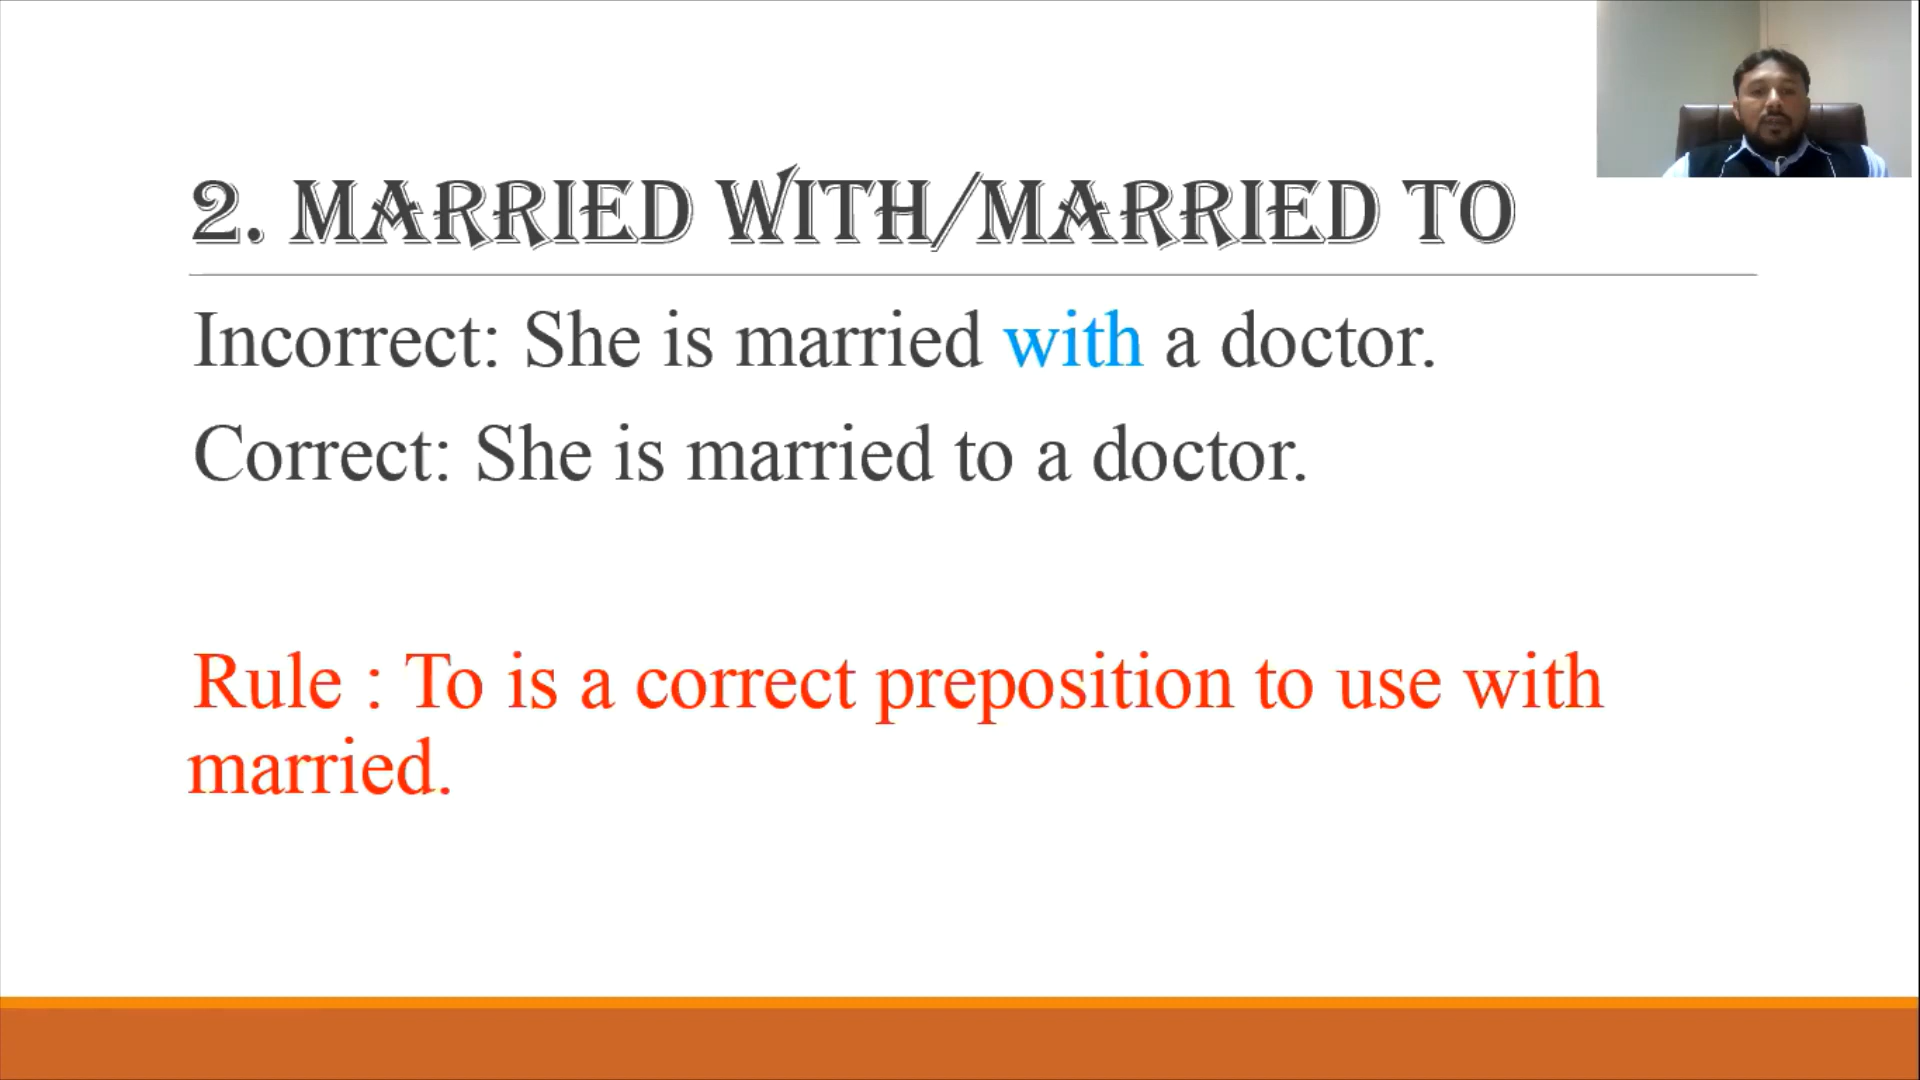 2. MARRIED WITH/MARRIED TO
Incorrect: She is married with a doctor.
Correct: She is married to a doctor.
Rule : To is a correct preposition to use with
married.